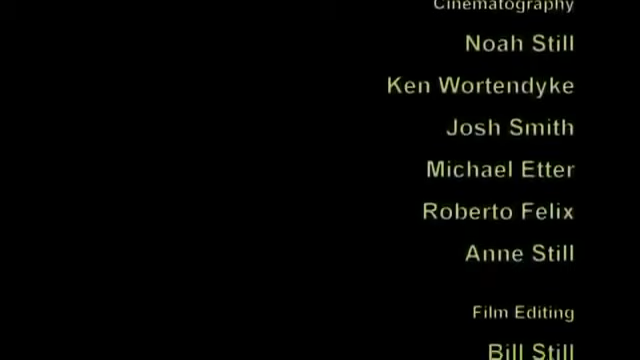 Cinematography
Noah Still
Ken Wortendyke
Josh Smith
Michael Etter
Roberto Felix
Anne Still
Film Editing
Bill Still